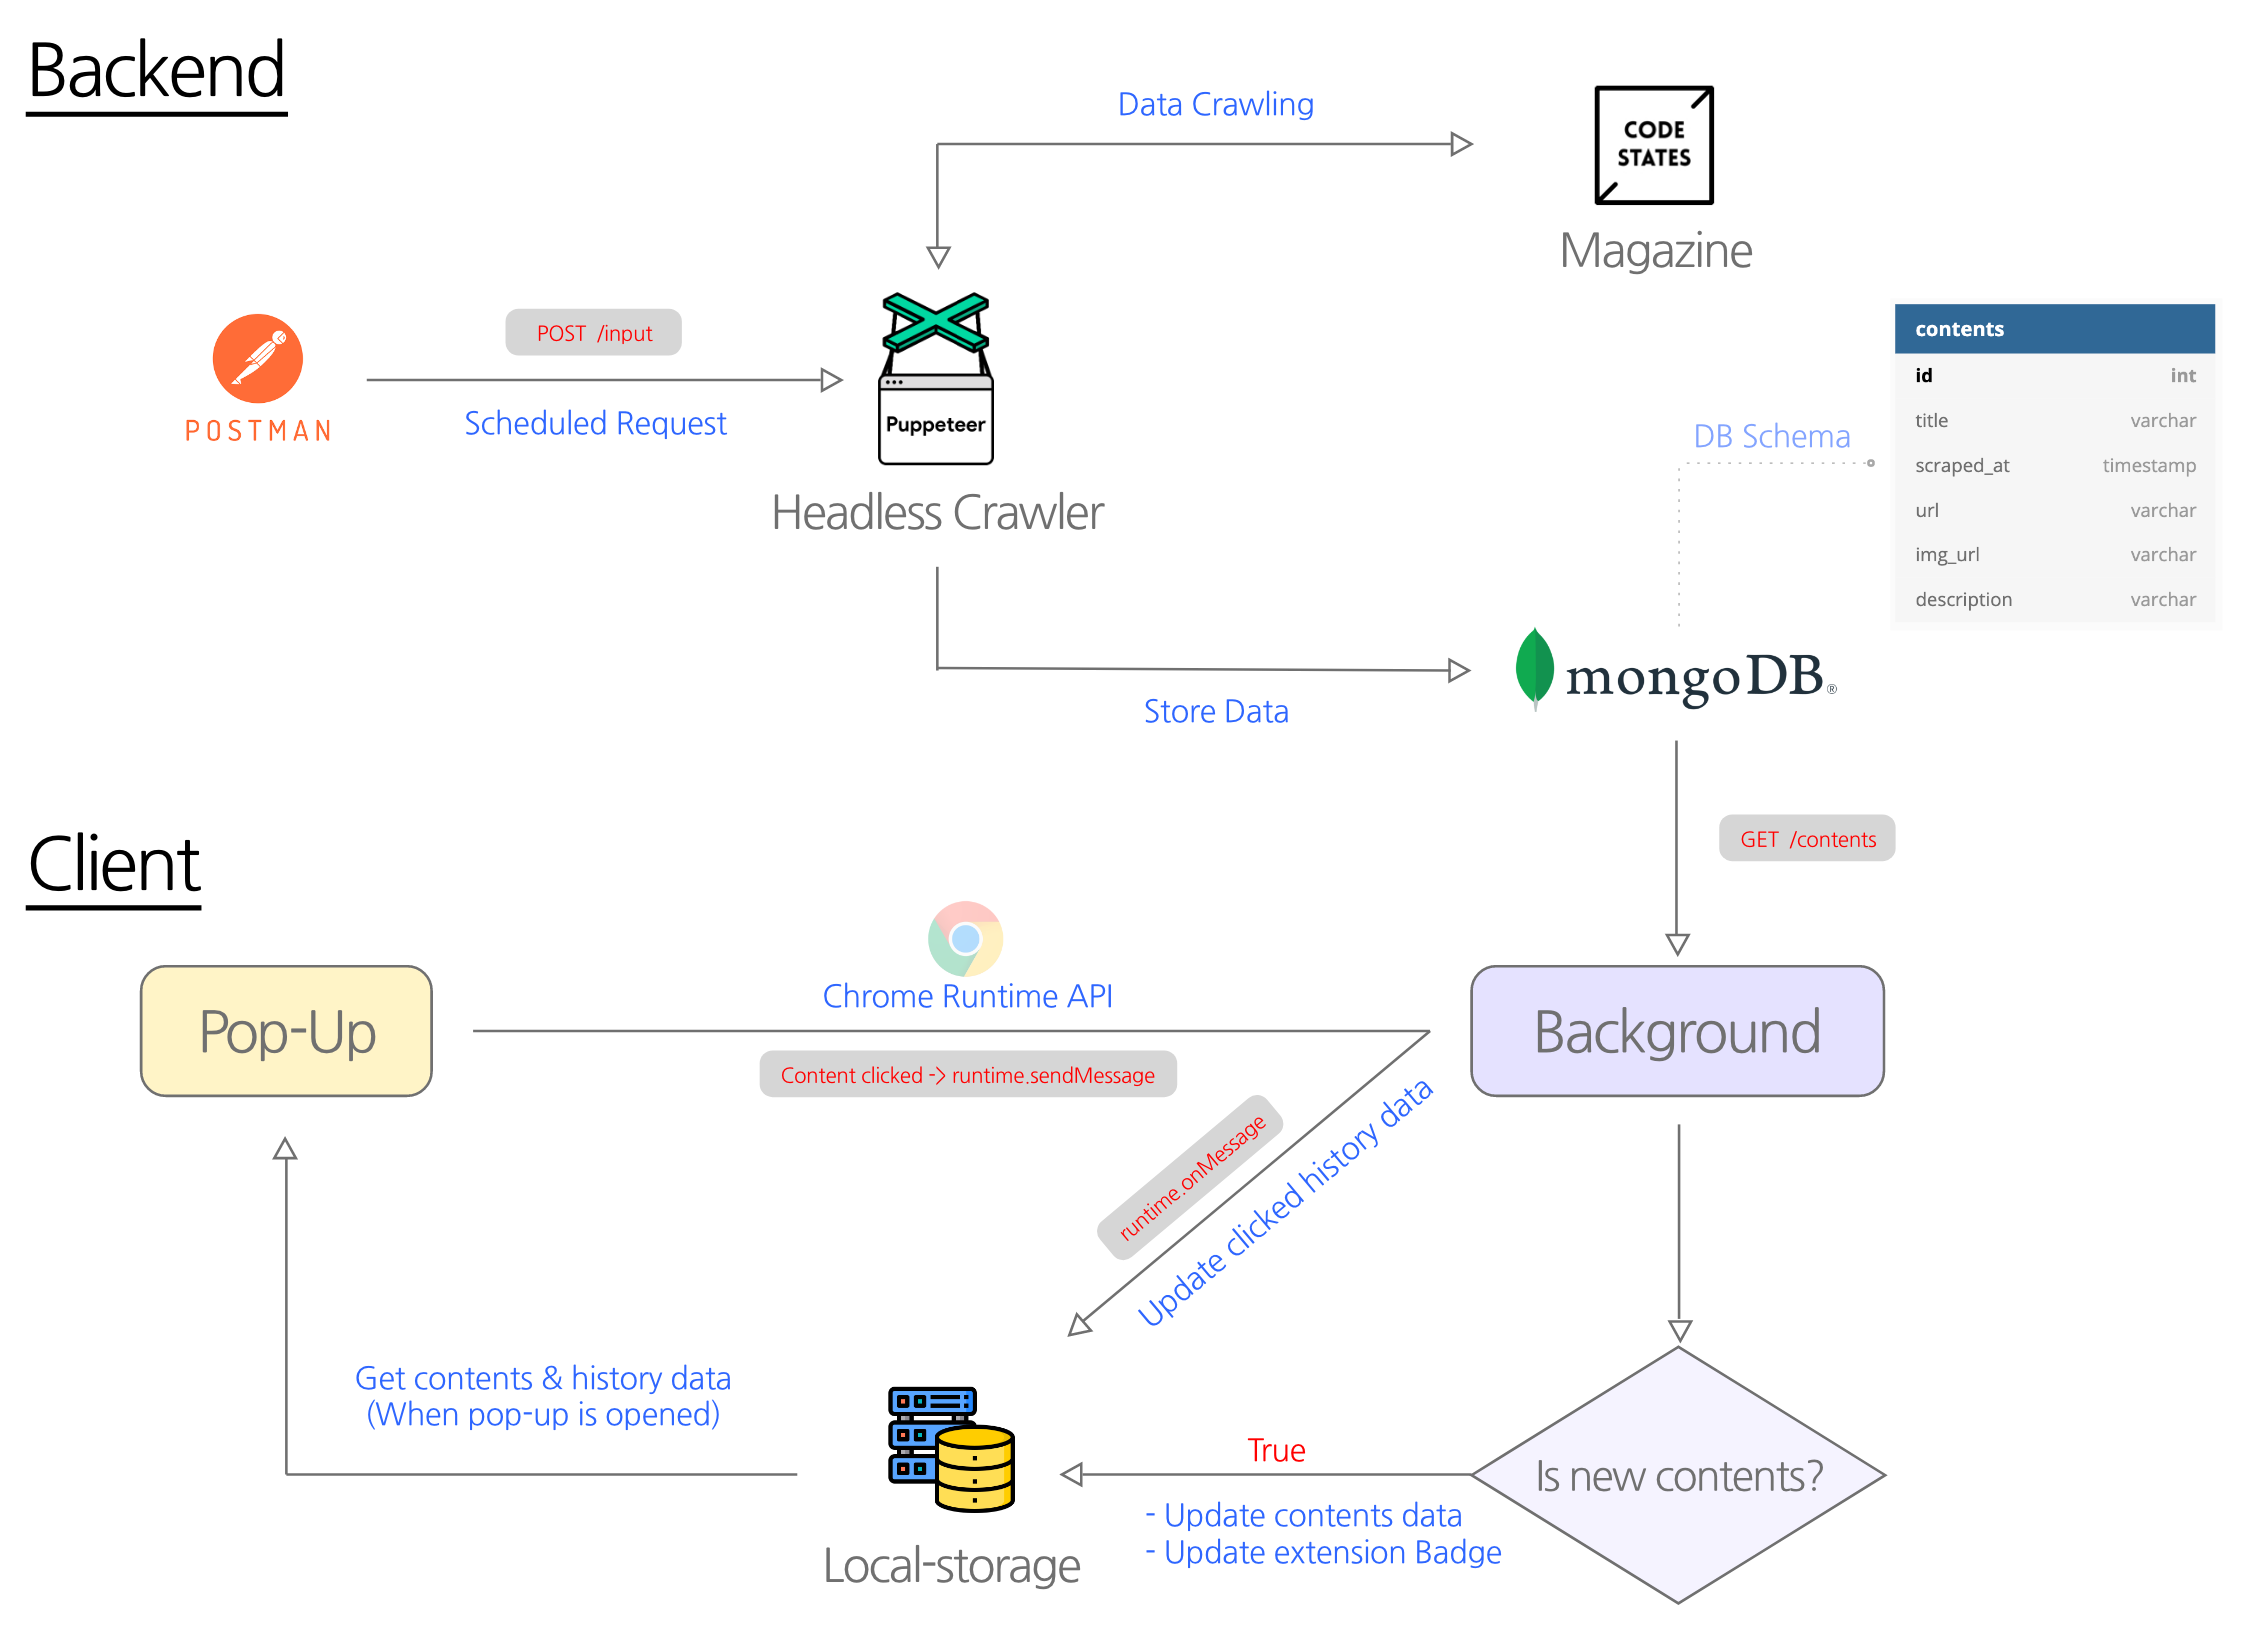 Backend
Data Crawling
CODE
STATES
Magazine
POST /input
POSTMAN
Scheduled Request
Puppeteer
Headless Crawler
contents
id int
title varchar
scraped_at timestamp
url varchar
img_url varchar
description varchar
DB Schema
mongoDB®
Store Data
GET /contents
Client
Chrome Runtime API
Pop-Up
Background
Content clicked -> runtime.sendMessage
runtime.onMessage
Update clicked history data
Get contents & history data
(When pop-up is opened)
True
Is new contents?
- Update contents data
- Update extension Badge
Local-storage